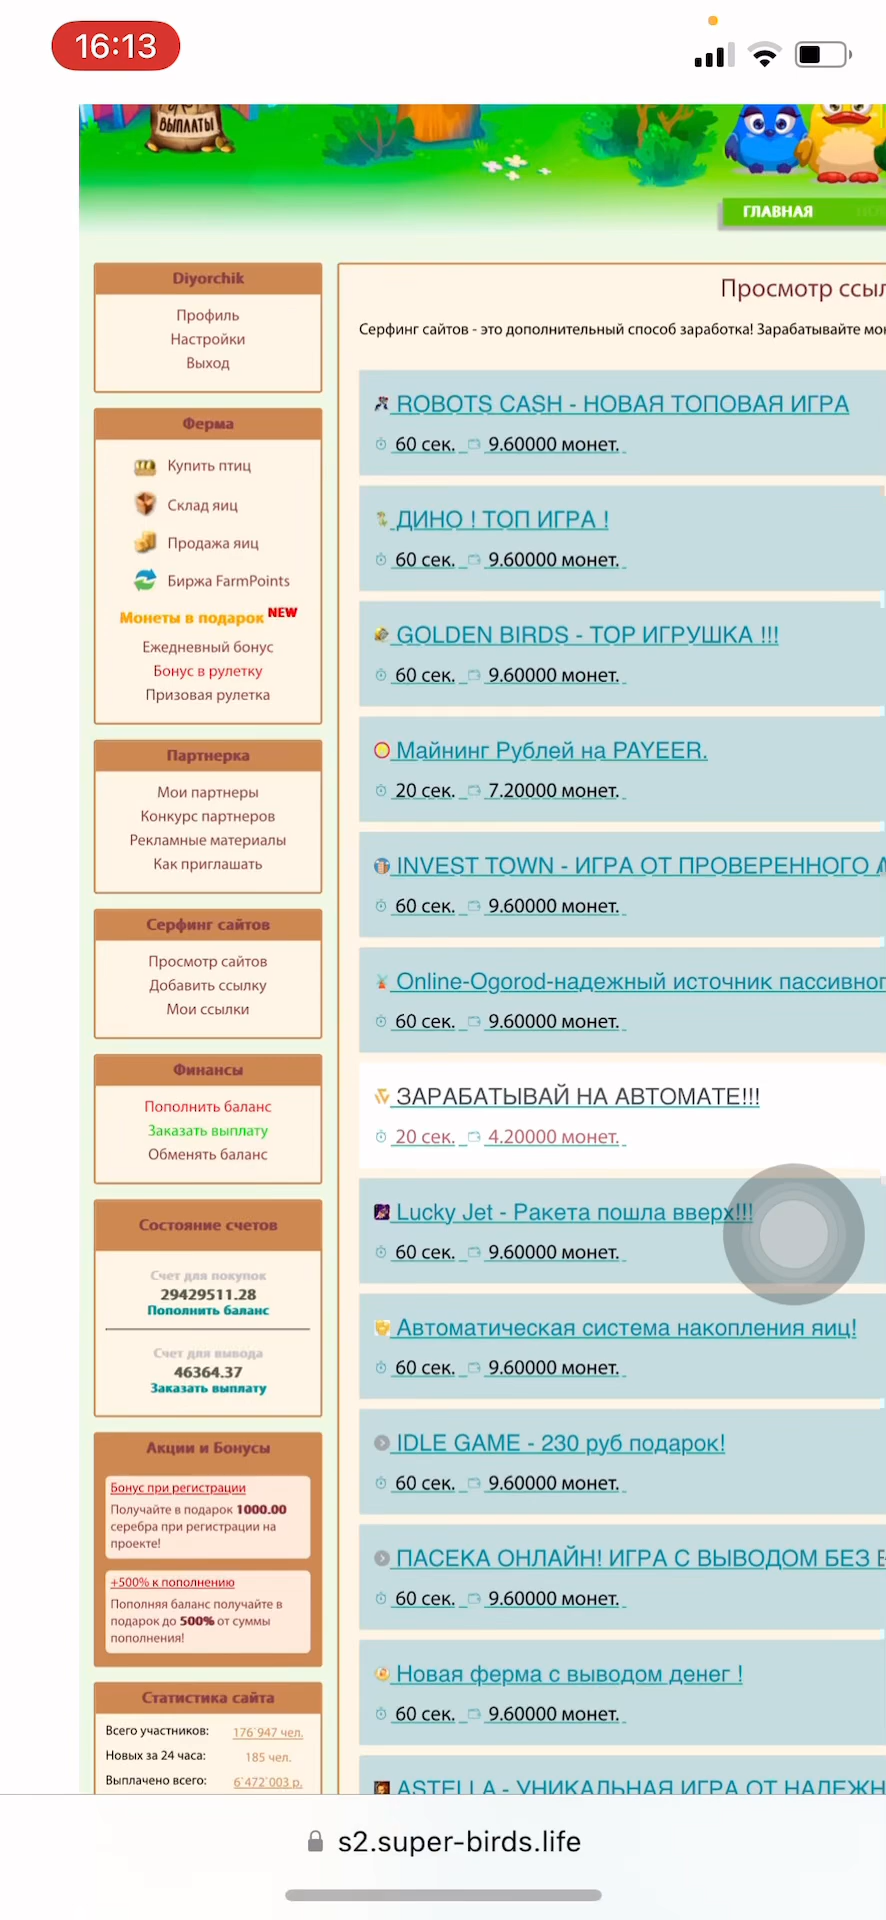 16:13
ВЫПЛАТЫ
ГЛАВНАЯ
Diyorchik
Профиль
Настройки
Выход
Ферма
Купить птиц
Склад яиц
Продажа яиц
Биржа FarmPoints
Монеты в подарок NEW
Ежедневный бонус
Бонус в рулетку
Призовая рулетка
Партнерка
Мои партнеры
Конкурс партнеров
Рекламные материалы
Как приглашать
Серфинг сайтов
Просмотр сайтов
Добавить ссылку
Мои ссылки
Финансы
Пополнить баланс
Заказать выплату
Обменять баланс
Состояние счетов
Счет для покупок
29429511.28
Пополнить баланс
Счет для вывода
46364.37
Заказать выплату
Акции и Бонусы
Бонус при регистрации
Получайте в подарок 1000.00
серебра при регистрации на
проекте!
+500% к пополнению
Пополняя баланс получайте в
подарок до 500% от суммы
пополнения!
Статистика сайта
Всего участников: 176`947 чел.
Новых за 24 часа: 185 чел.
Выплачено всего: 6`472`003 р.
Просмотр ссыл
Серфинг сайтов - это дополнительный способ заработка! Зарабатывайте мон
ROBOTS CASH - НОВАЯ ТОПОВАЯ ИГРА
60 сек. 9.60000 монет.
ДИНО ! ТОП ИГРА !
60 сек. 9.60000 монет.
GOLDEN BIRDS - TOP ИГРУШКА !!!
60 сек. 9.60000 монет.
Майнинг Рублей на PAYEER.
20 сек. 7.20000 монет.
INVEST TOWN - ИГРА ОТ ПРОВЕРЕННОГО А
60 сек. 9.60000 монет.
Online-Ogorod-надежный источник пассивног
60 сек. 9.60000 монет.
ЗАРАБАТЫВАЙ НА АВТОМАТЕ!!!
20 сек. 4.20000 монет.
Lucky Jet - Ракета пошла вверх!!!
60 сек. 9.60000 монет.
Автоматическая система накопления яиц!
60 сек. 9.60000 монет.
IDLE GAME - 230 руб подарок!
60 сек. 9.60000 монет.
ПАСЕКА ОНЛАЙН! ИГРА С ВЫВОДОМ БЕЗ Б
60 сек. 9.60000 монет.
Новая ферма с выводом денег !
60 сек. 9.60000 монет.
ASTELLA - УНИКАЛЬНАЯ ИГРА ОТ НАДЕЖН
s2.super-birds.life